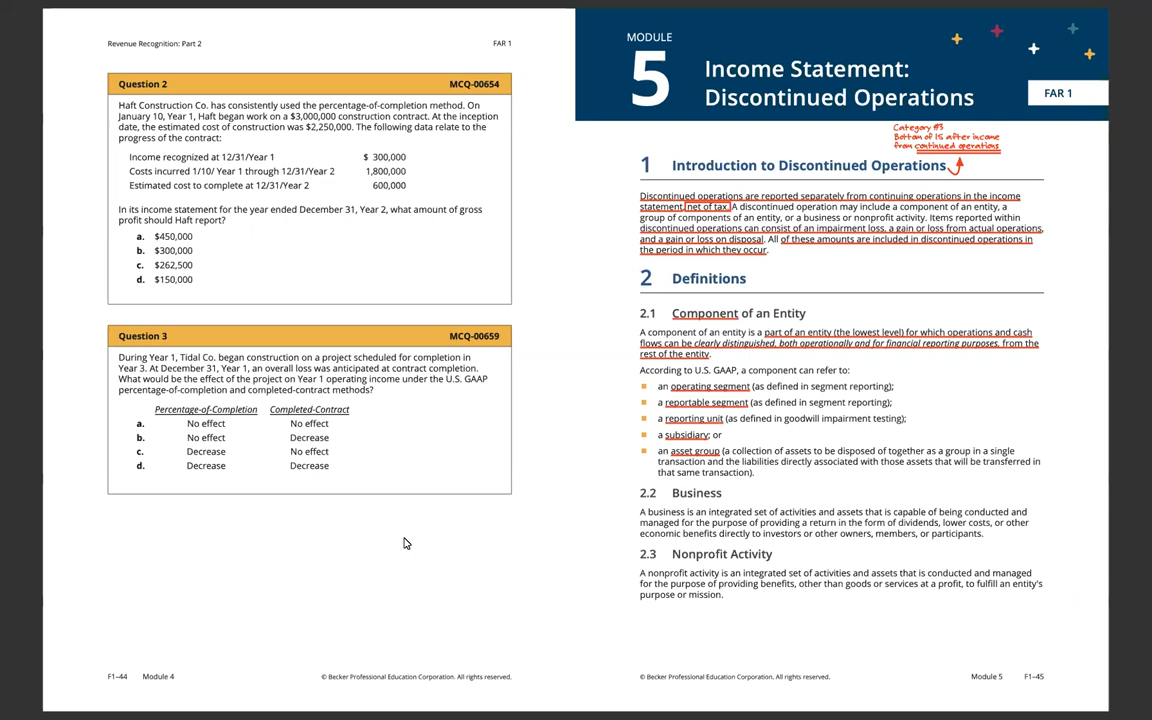 Revenue Recognition: Part 2
FAR 1
Question 2
MCQ-00654
Haft Construction Co. has consistently used the percentage-of-completion method. On
January 10, Year 1, Haft began work on a $3,000,000 construction contract. At the inception
date, the estimated cost of construction was $2,250,000. The following data relate to the
progress of the contract:
Income recognized at 12/31/Year 1 $ 300,000
Costs incurred 1/10/ Year 1 through 12/31/Year 2 1,800,000
Estimated cost to complete at 12/31/Year 2 600,000
In its income statement for the year ended December 31, Year 2, what amount of gross
profit should Haft report?
a. $450,000
b. $300,000
c. $262,500
d. $150,000
Question 3
MCQ-00659
During Year 1, Tidal Co. began construction on a project scheduled for completion in
Year 3. At December 31, Year 1, an overall loss was anticipated at contract completion.
What would be the effect of the project on Year 1 operating income under the U.S. GAAP
percentage-of-completion and completed-contract methods?
Percentage-of-Completion Completed-Contract
a. No effect No effect
b. No effect Decrease
c. Decrease No effect
d. Decrease Decrease
F1–44 Module 4
© Becker Professional Education Corporation. All rights reserved.
MODULE
5
Income Statement:
Discontinued Operations
FAR 1
Category #3
Bottom of IS after income
from continued operations
1 Introduction to Discontinued Operations
Discontinued operations are reported separately from continuing operations in the income
statement, net of tax. A discontinued operation may include a component of an entity, a
group of components of an entity, or a business or nonprofit activity. Items reported within
discontinued operations can consist of an impairment loss, a gain or loss from actual operations,
and a gain or loss on disposal. All of these amounts are included in discontinued operations in
the period in which they occur.
2 Definitions
2.1 Component of an Entity
A component of an entity is a part of an entity (the lowest level) for which operations and cash
flows can be clearly distinguished, both operationally and for financial reporting purposes, from the
rest of the entity.
According to U.S. GAAP, a component can refer to:
an operating segment (as defined in segment reporting);
a reportable segment (as defined in segment reporting);
a reporting unit (as defined in goodwill impairment testing);
a subsidiary; or
an asset group (a collection of assets to be disposed of together as a group in a single
transaction and the liabilities directly associated with those assets that will be transferred in
that same transaction).
2.2 Business
A business is an integrated set of activities and assets that is capable of being conducted and
managed for the purpose of providing a return in the form of dividends, lower costs, or other
economic benefits directly to investors or other owners, members, or participants.
2.3 Nonprofit Activity
A nonprofit activity is an integrated set of activities and assets that is conducted and managed
for the purpose of providing benefits, other than goods or services at a profit, to fulfill an entity's
purpose or mission.
© Becker Professional Education Corporation. All rights reserved.
Module 5 F1–45